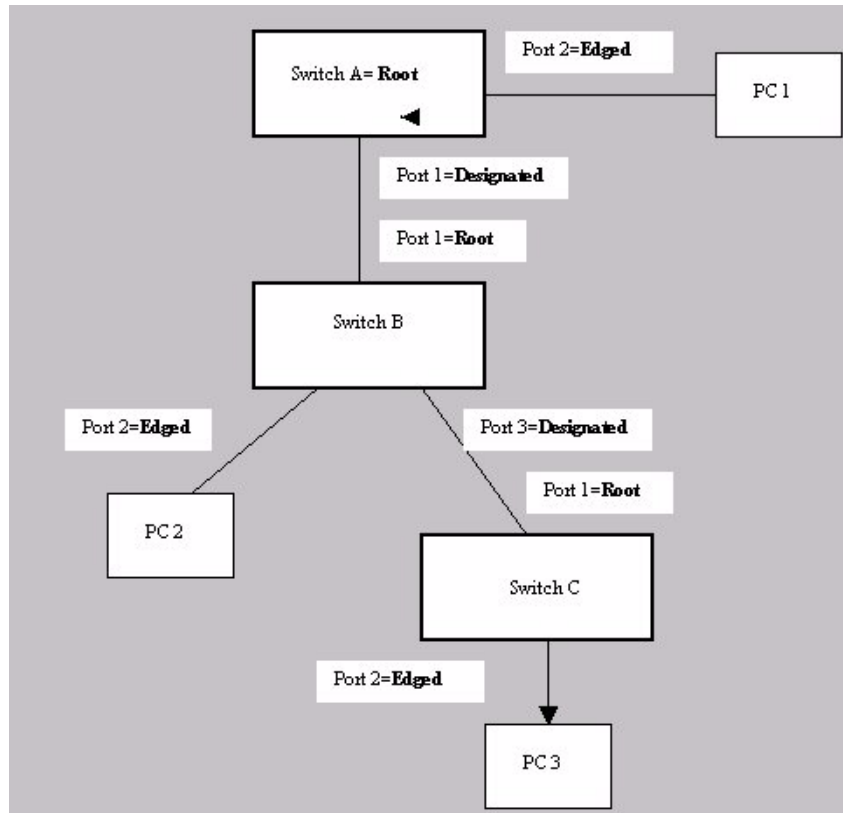 Port 2=Edged
Switch A= Root
PC 1
Port 1=Designated
Port 1=Root
Switch B
Port 2=Edged
Port 3=Designated
Port 1=Root
PC 2
Switch C
Port 2=Edged
PC 3